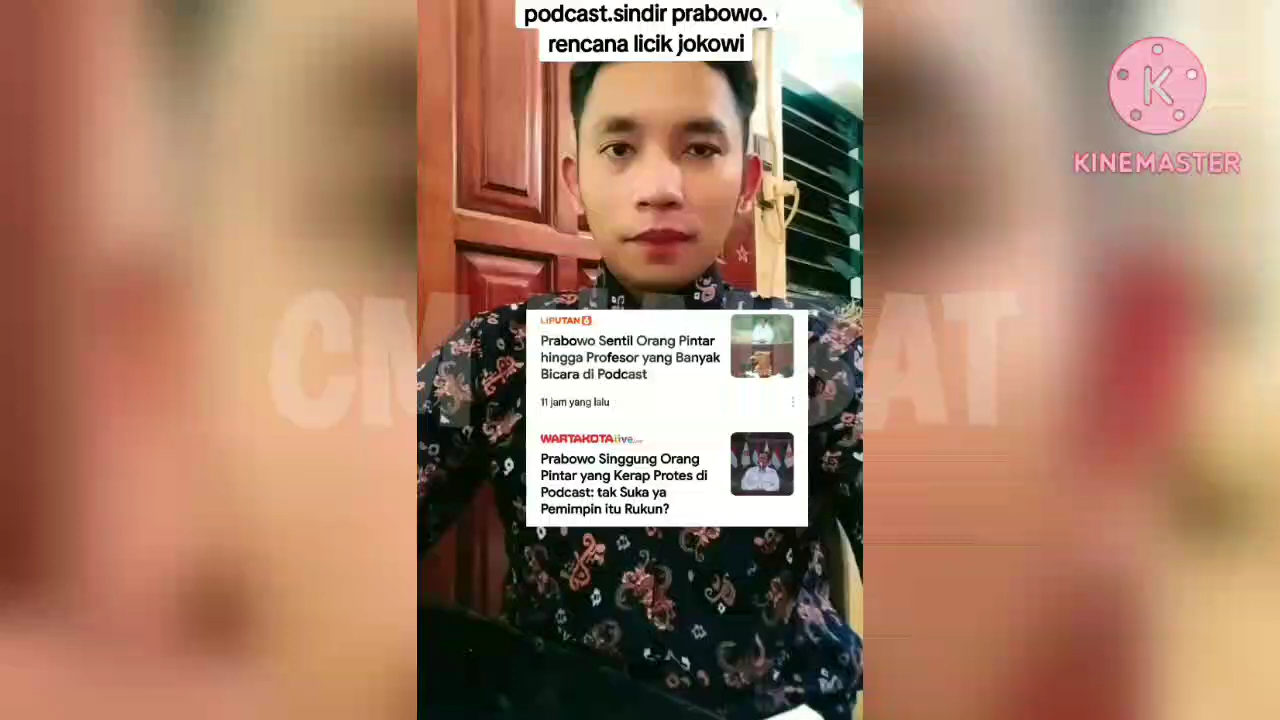 podcast.sindir prabowo.
rencana licik jokowi
K
KINEMASTER
LIPUTAN 6
Prabowo Sentil Orang Pintar
hingga Profesor yang Banyak
Bicara di Podcast
11 jam yang lalu
WARTAKOTAlive.com
Prabowo Singgung Orang
Pintar yang Kerap Protes di
Podcast: tak Suka ya
Pemimpin itu Rukun?